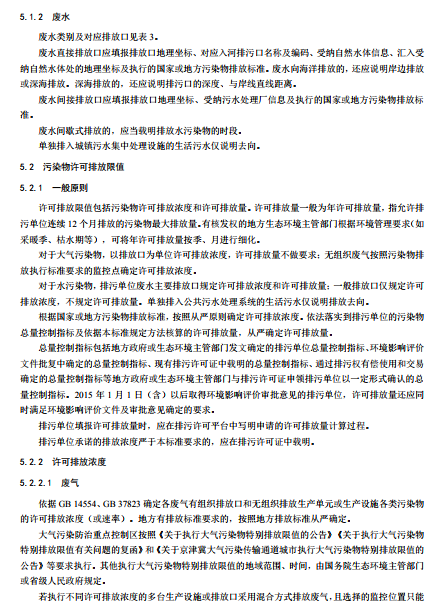 5.1.2 废水
废水类别及对应排放口见表 3。
废水直接排放口应填报排放口地理坐标、对应入河排污口名称及编码、受纳自然水体信息、汇入受
纳自然水体处的地理坐标及执行的国家或地方污染物排放标准。废水向海洋排放的，还应说明岸边排放
或深海排放。深海排放的，还应说明排污口的深度、与岸线直线距离。
废水间接排放口应填报排放口地理坐标、受纳污水处理厂信息及执行的国家或地方污染物排放标
准。
废水间歇式排放的，应当载明排放水污染物的时段。
单独排入城镇污水集中处理设施的生活污水仅说明去向。
5.2 污染物许可排放限值
5.2.1 一般原则
许可排放限值包括污染物许可排放浓度和许可排放量。许可排放量一般为年许可排放量，指允许排
污单位连续 12 个月排放的污染物最大排放量。有核发权的地方生态环境主管部门根据环境管理要求（如
采暖季、枯水期等），可将年许可排放量按季、月进行细化。
对于大气污染物，以排放口为单位许可排放浓度，许可排放量不做要求；无组织废气按照污染物排
放执行标准要求的监控点确定许可排放浓度。
对于水污染物，排污单位废水主要排放口规定许可排放浓度和许可排放量；一般排放口仅规定许可
排放浓度，不规定许可排放量。单独排入公共污水处理系统的生活污水仅说明排放去向。
根据国家或地方污染物排放标准，按照从严原则确定许可排放浓度。依法落实到排污单位的污染物
总量控制指标及依据本标准规定方法核算的许可排放量，从严确定许可排放量。
总量控制指标包括地方政府或生态环境主管部门发文确定的排污单位总量控制指标、环境影响评价
文件批复中确定的总量控制指标、现有排污许可证中载明的总量控制指标、通过排污权有偿使用和交易
确定的总量控制指标等地方政府或生态环境主管部门与排污许可证申领排污单位以一定形式确认的总
量控制指标。2015 年 1 月 1 日（含）以后取得环境影响评价审批意见的排污单位，许可排放量还应同
时满足环境影响评价文件及审批意见确定的要求。
排污单位填报许可排放量时，应在排污许可平台中写明申请的许可排放量计算过程。
排污单位承诺的排放浓度严于本标准要求的，应在排污许可证中载明。
5.2.2 许可排放浓度
5.2.2.1 废气
依据 GB 14554、GB 37823 确定各废气有组织排放口和无组织排放生产单元或生产设施各类污染物
的许可排放浓度（或速率）。地方有排放标准要求的，按照地方排放标准从严确定。
大气污染防治重点控制区按照《关于执行大气污染物特别排放限值的公告》《关于执行大气污染物
特别排放限值有关问题的复函》和《关于京津冀大气污染传输通道城市执行大气污染物特别排放限值的
公告》等要求执行。其他执行大气污染物特别排放限值的地域范围、时间，由国务院生态环境主管部门
或省级人民政府规定。
若执行不同许可排放浓度的多台生产设施或排放口采用混合方式排放废气，且选择的监控位置只能